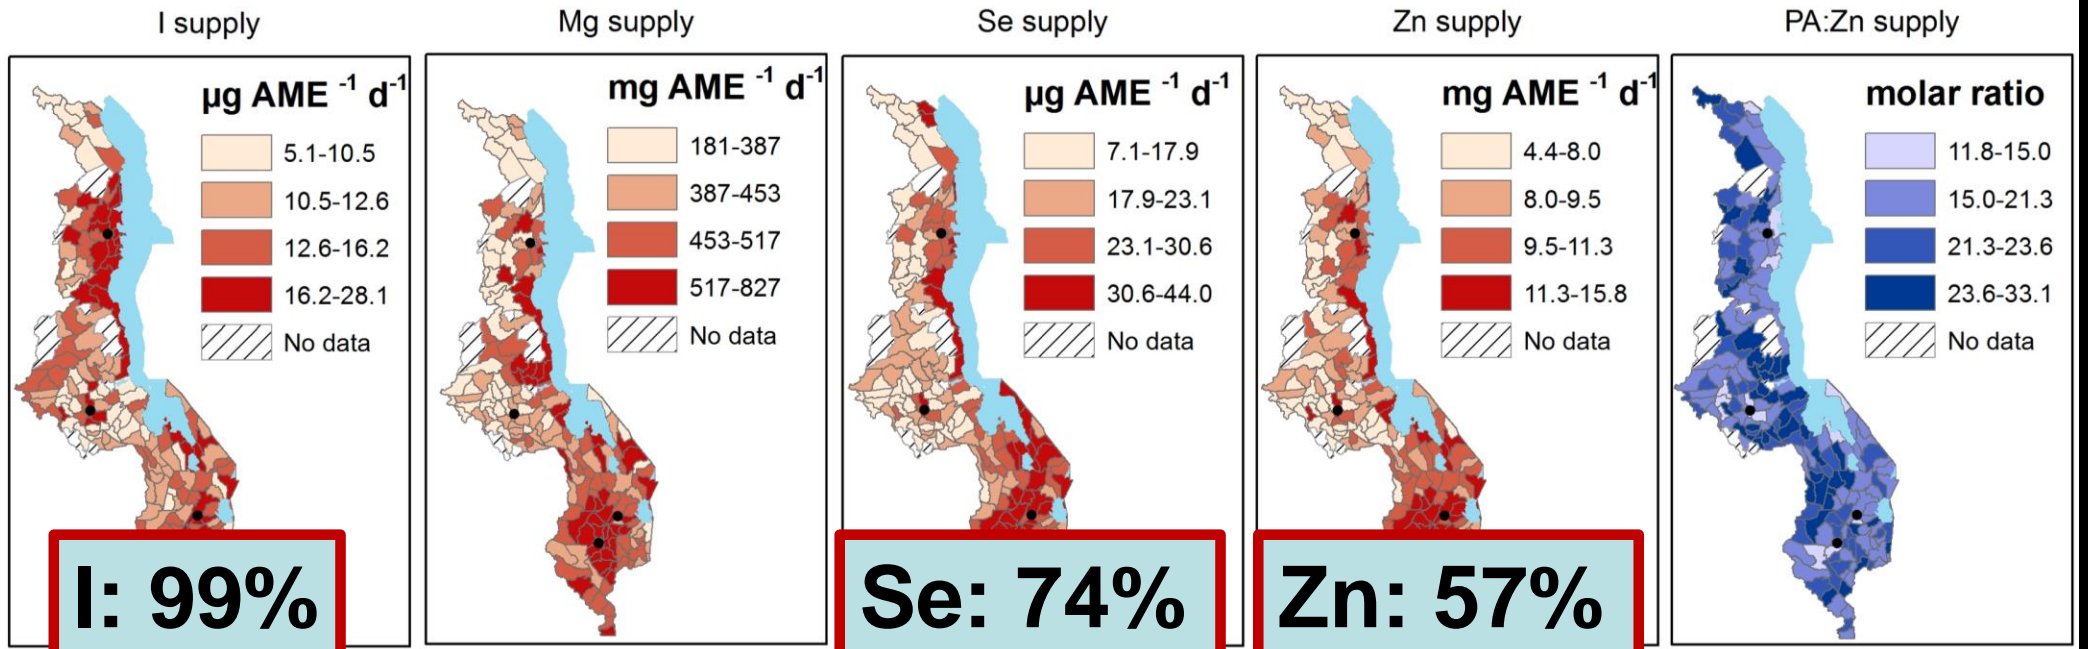 I supply
µg AME ⁻¹ d⁻¹
5.1-10.5
10.5-12.6
12.6-16.2
16.2-28.1
No data
I: 99%
Mg supply
mg AME ⁻¹ d⁻¹
181-387
387-453
453-517
517-827
No data
Se supply
µg AME ⁻¹ d⁻¹
7.1-17.9
17.9-23.1
23.1-30.6
30.6-44.0
No data
Se: 74%
Zn supply
mg AME ⁻¹ d⁻¹
4.4-8.0
8.0-9.5
9.5-11.3
11.3-15.8
No data
Zn: 57%
PA:Zn supply
molar ratio
11.8-15.0
15.0-21.3
21.3-23.6
23.6-33.1
No data